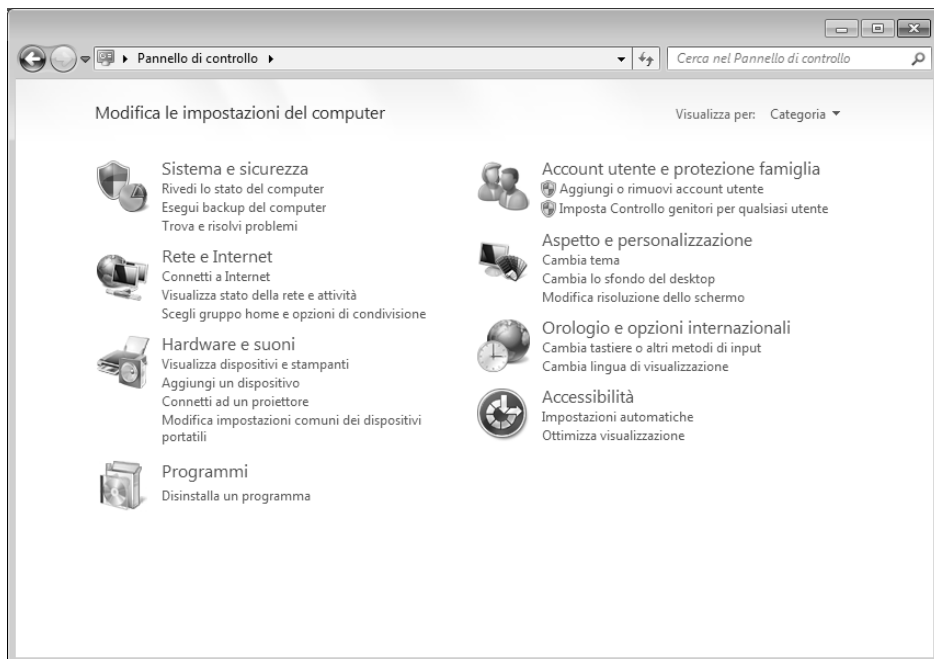 Pannello di controllo
Cerca nel Pannello di controllo
Modifica le impostazioni del computer
Visualizza per: Categoria
Sistema e sicurezza
Rivedi lo stato del computer
Esegui backup del computer
Trova e risolvi problemi
Rete e Internet
Connetti a Internet
Visualizza stato della rete e attività
Scegli gruppo home e opzioni di condivisione
Hardware e suoni
Visualizza dispositivi e stampanti
Aggiungi un dispositivo
Connetti ad un proiettore
Modifica impostazioni comuni dei dispositivi
portatili
Programmi
Disinstalla un programma
Account utente e protezione famiglia
Aggiungi o rimuovi account utente
Imposta Controllo genitori per qualsiasi utente
Aspetto e personalizzazione
Cambia tema
Cambia lo sfondo del desktop
Modifica risoluzione dello schermo
Orologio e opzioni internazionali
Cambia tastiere o altri metodi di input
Cambia lingua di visualizzazione
Accessibilità
Impostazioni automatiche
Ottimizza visualizzazione